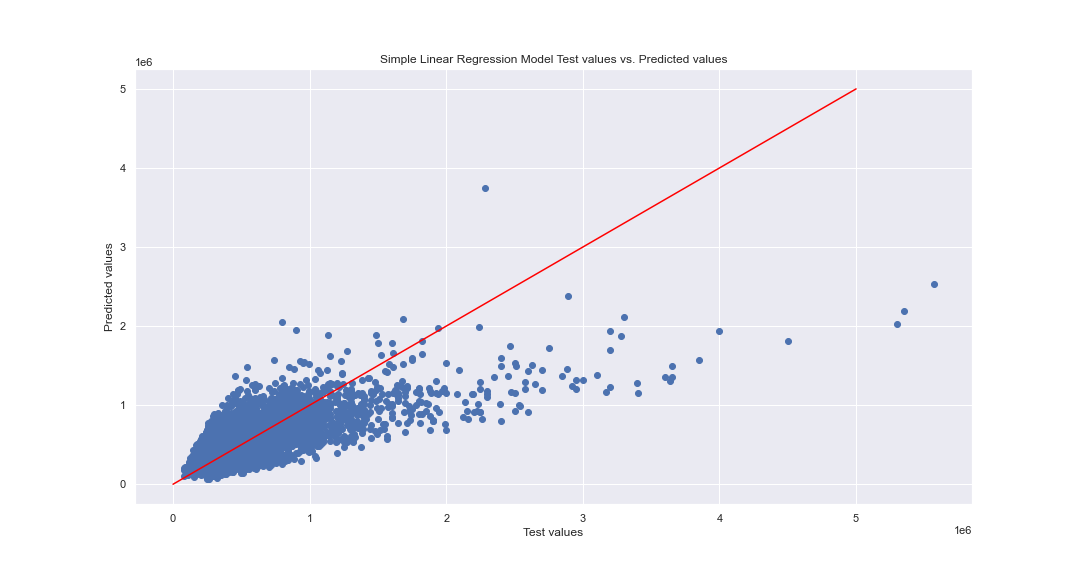 Simple Linear Regression Model Test values vs. Predicted values
1e6
5
4
3
2
1
0
Predicted values
0 1 2 3 4 5
Test values
1e6